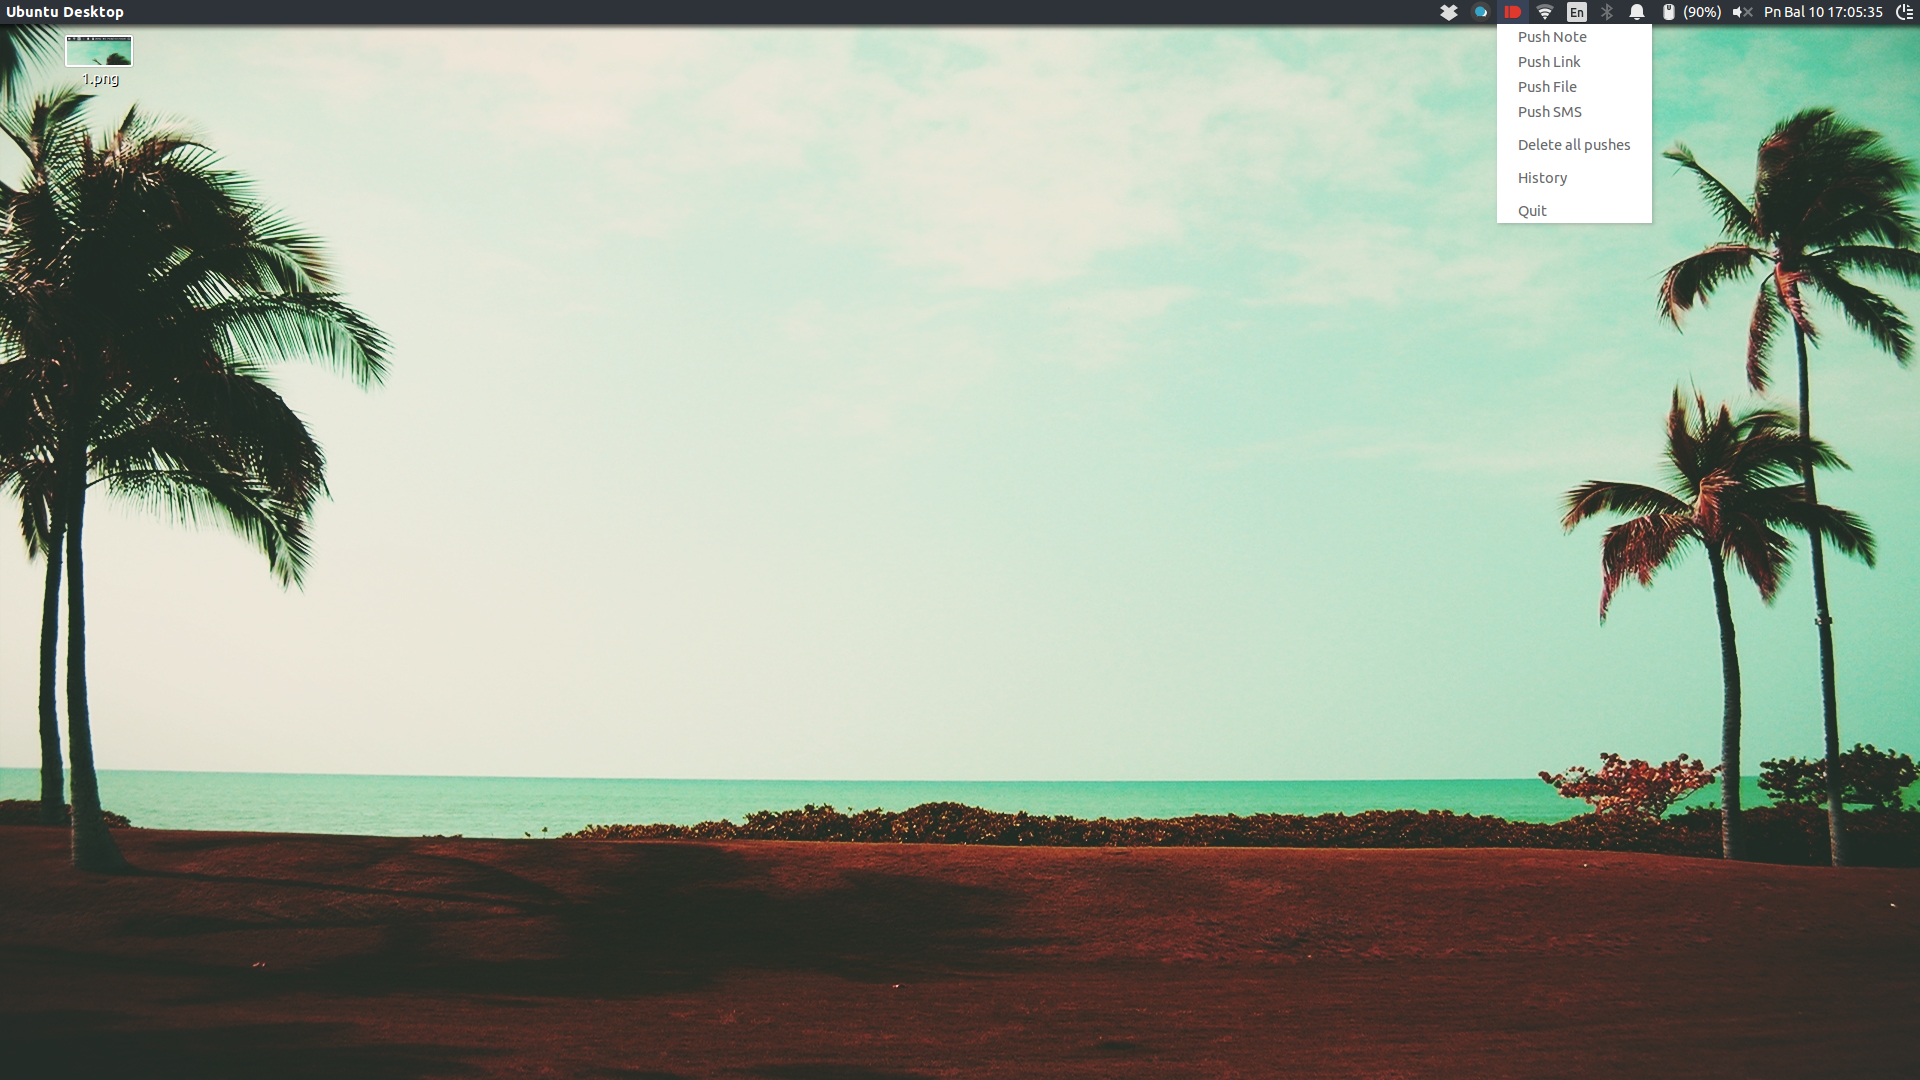 Ubuntu Desktop
En
(90%)
Pn Bal 10 17:05:35
1.png
Push Note
Push Link
Push File
Push SMS
Delete all pushes
History
Quit